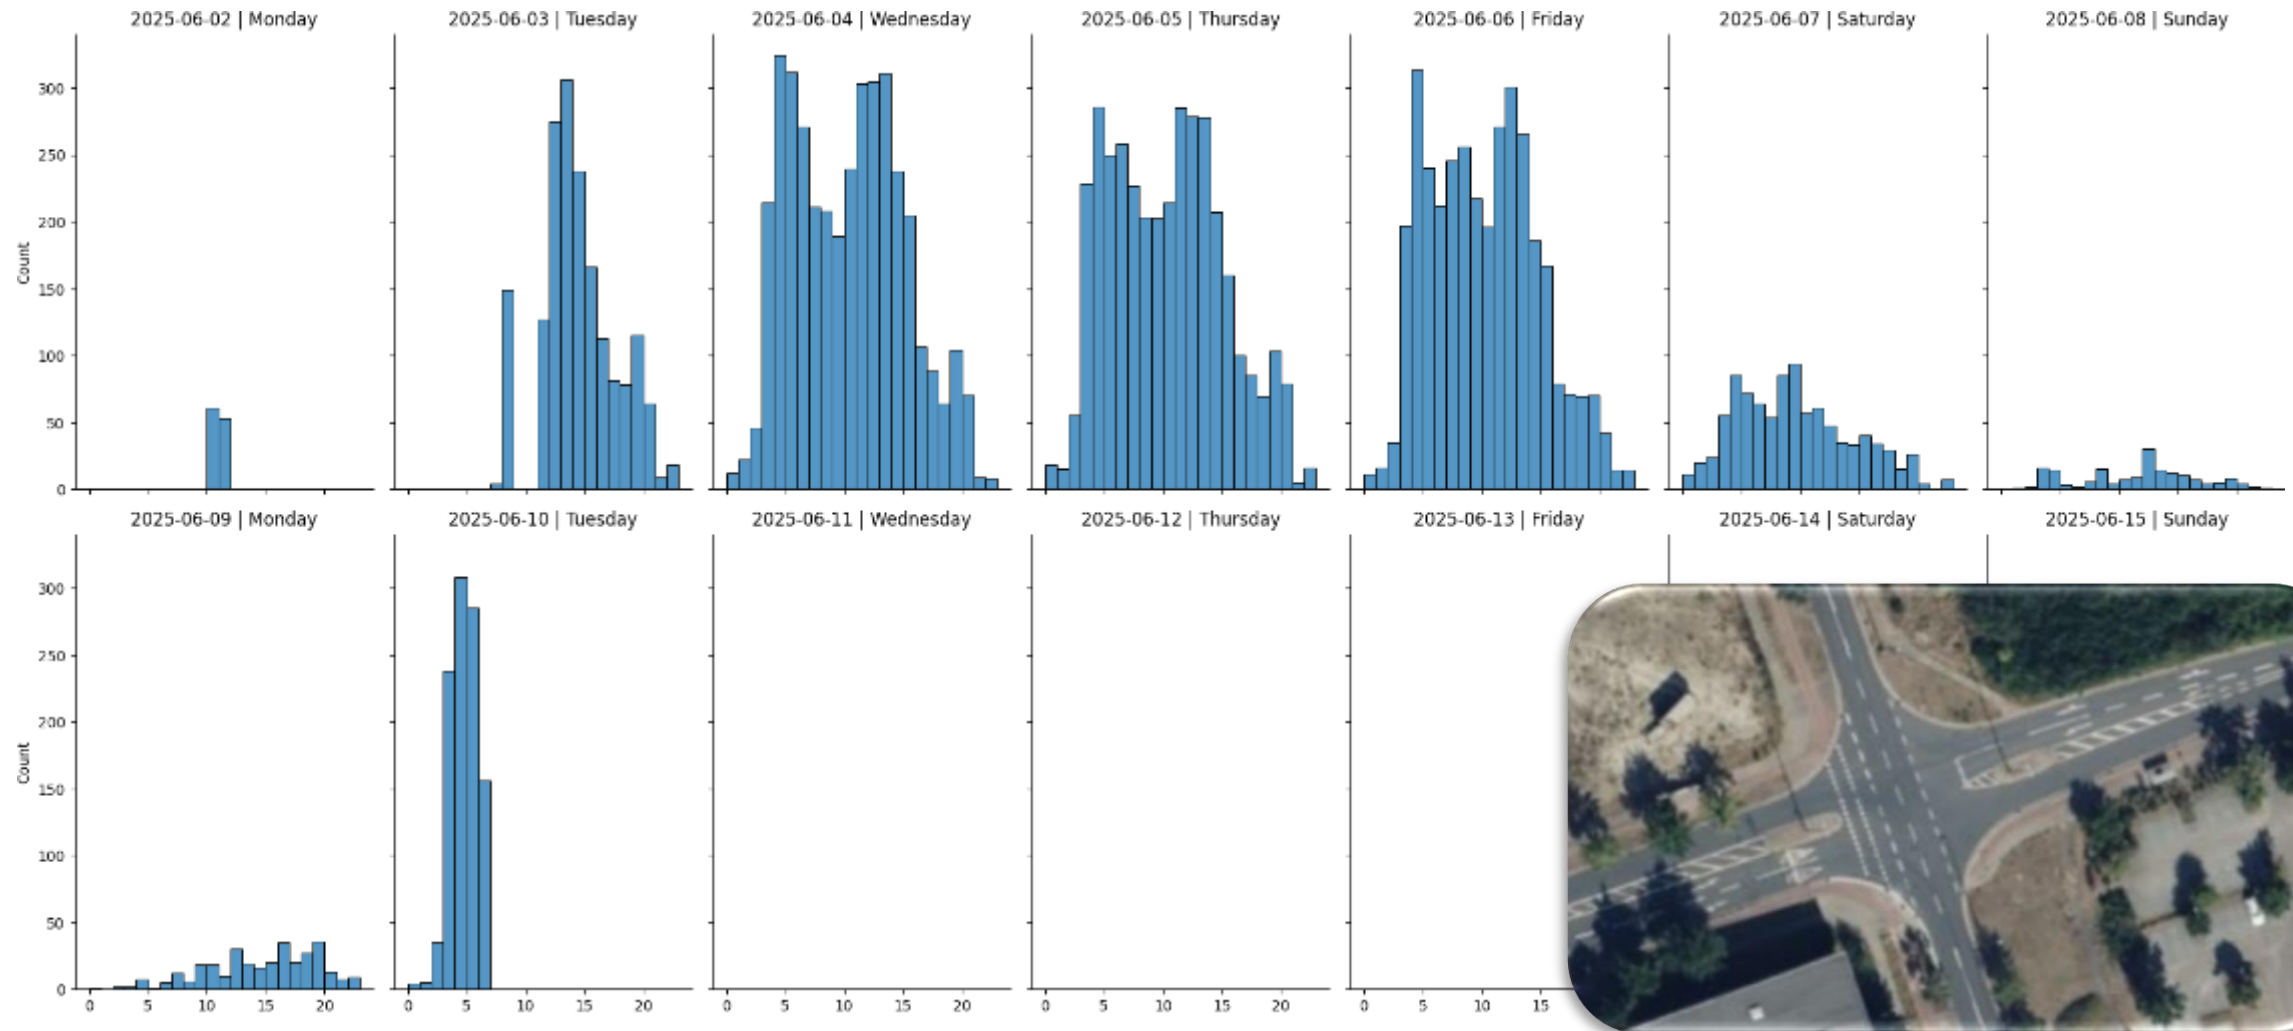 2025-06-02 | Monday 2025-06-03 | Tuesday 2025-06-04 | Wednesday 2025-06-05 | Thursday 2025-06-06 | Friday 2025-06-07 | Saturday 2025-06-08 | Sunday
300
250
200
150
100
50
0
Count
2025-06-09 | Monday 2025-06-10 | Tuesday 2025-06-11 | Wednesday 2025-06-12 | Thursday 2025-06-13 | Friday 2025-06-14 | Saturday 2025-06-15 | Sunday
300
250
200
150
100
50
0
Count
0 5 10 15 20 0 5 10 15 20 0 5 10 15 20 0 5 10 15 20 0 5 10 15